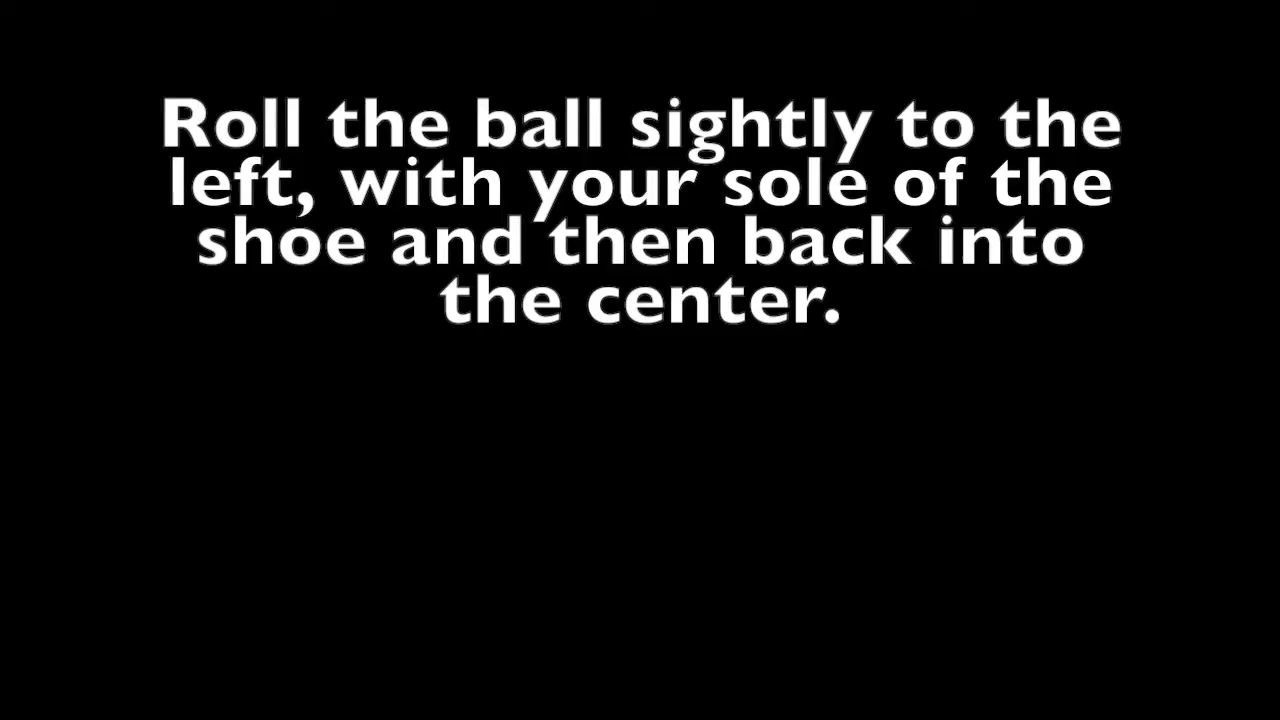 Roll the ball sightly to the
left, with your sole of the
shoe and then back into
the center.